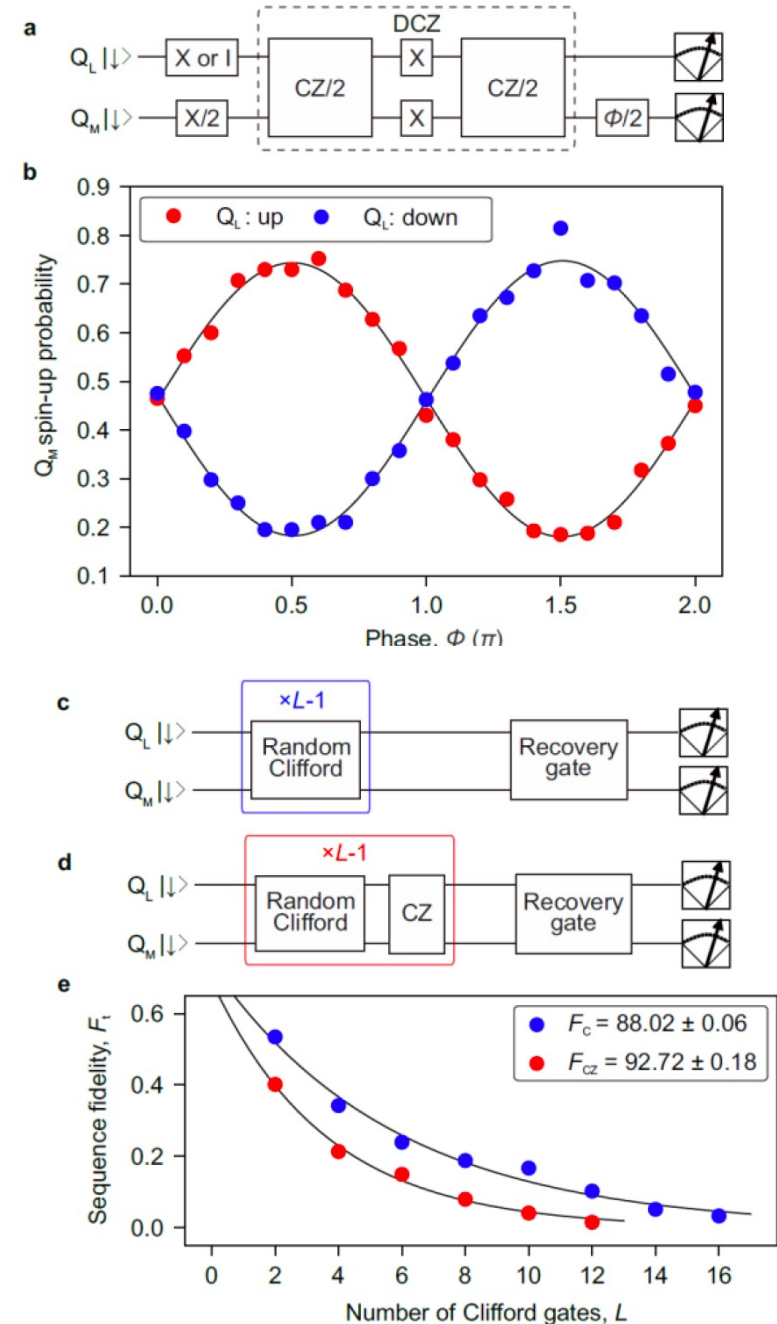 a
DCZ
Q_L |↓⟩ X or I CZ/2 X CZ/2
Q_M |↓⟩ X/2 X Φ/2
b
Q_L: up Q_L: down
0.9
0.8
0.7
0.6
0.5
0.4
0.3
0.2
0.1
Q_M spin-up probability
0.0 0.5 1.0 1.5 2.0
Phase, Φ (π)
c
×L-1
Q_L |↓⟩
Q_M |↓⟩
Random
Clifford
Recovery
gate
d
×L-1
Q_L |↓⟩
Q_M |↓⟩
Random
Clifford
CZ
Recovery
gate
e
F_c = 88.02 ± 0.06
F_cz = 92.72 ± 0.18
0.6
0.4
0.2
0.0
Sequence fidelity, F_t
0 2 4 6 8 10 12 14 16
Number of Clifford gates, L